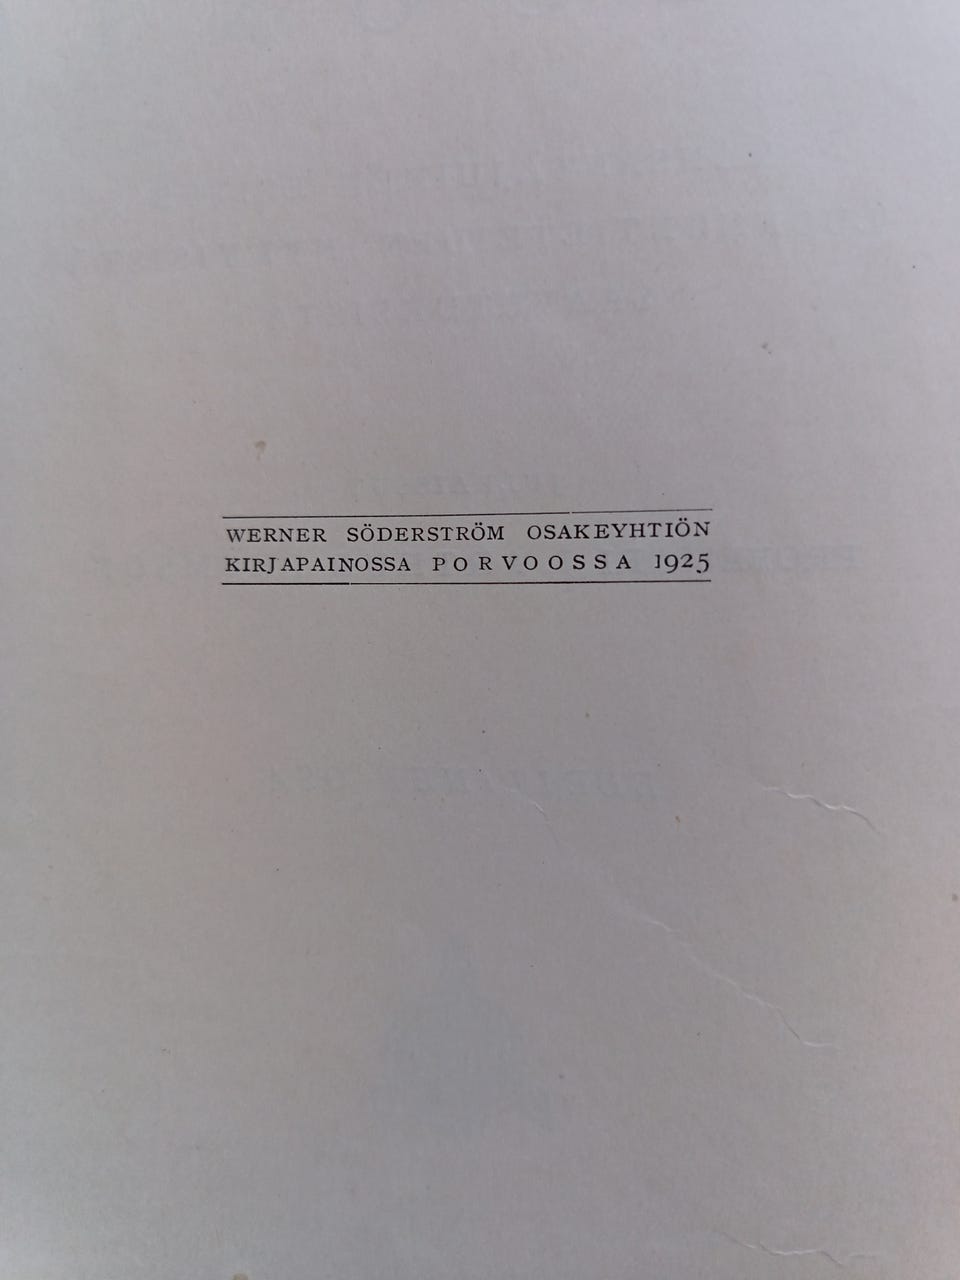 WERNER SÖDERSTRÖM OSAKEYHTIÖN
KIRJAPAINOSSA PORVOOSSA 1925